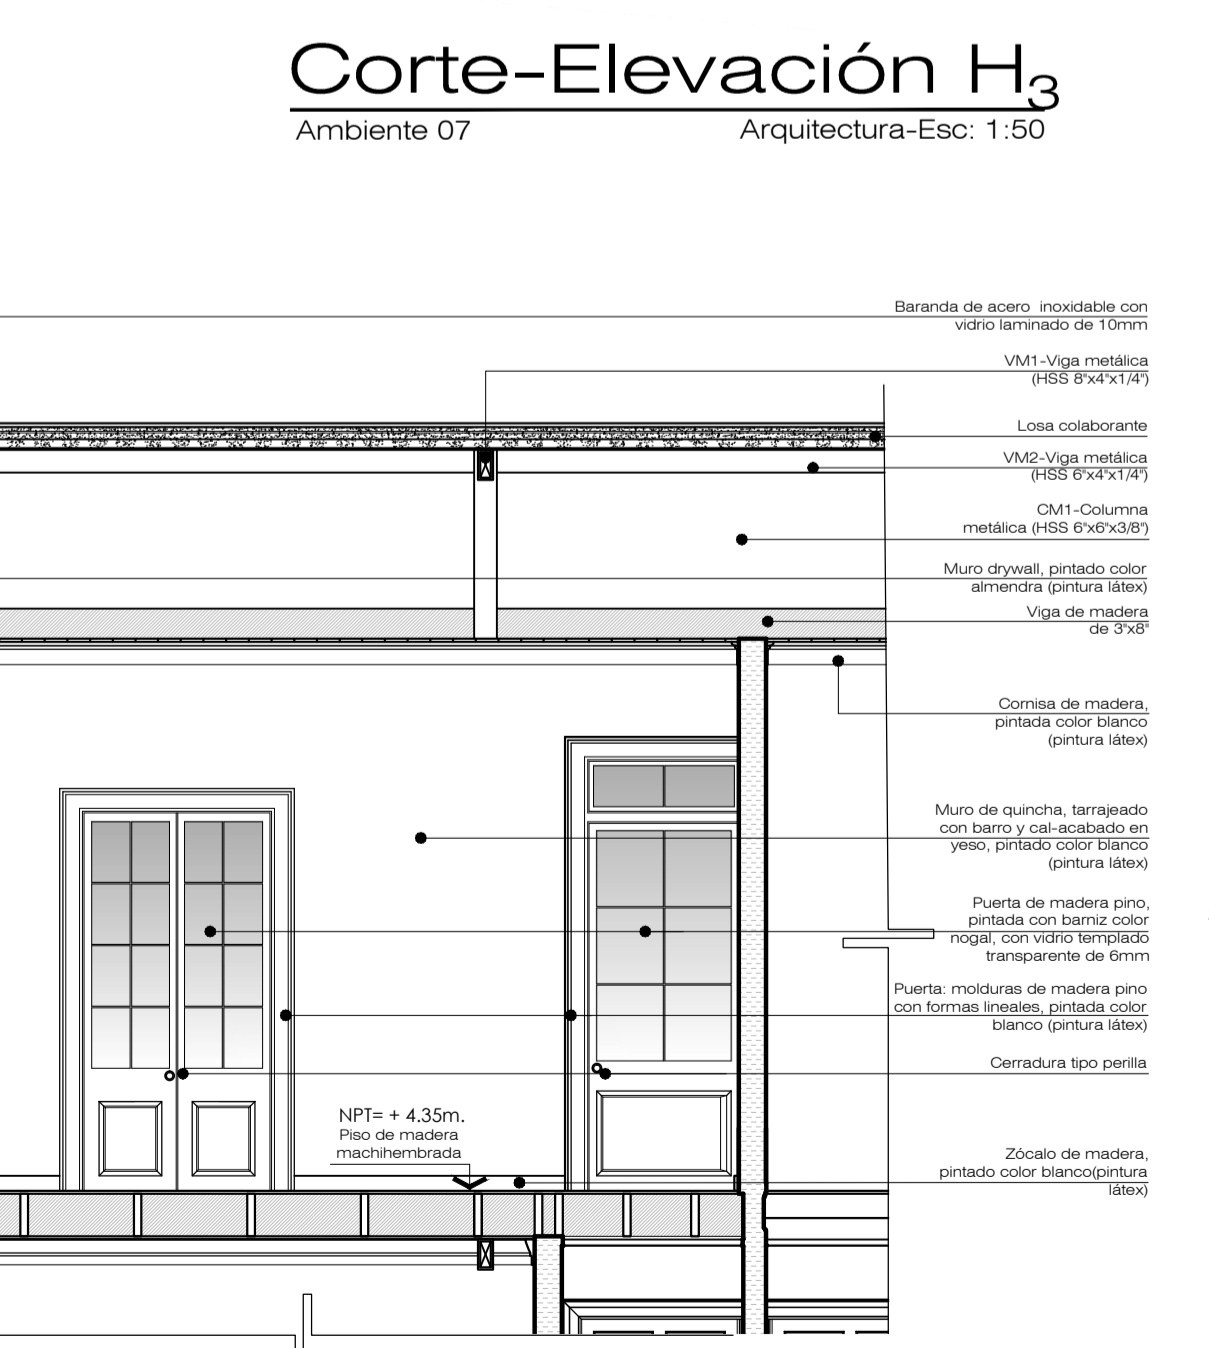 Corte-Elevación H3
Ambiente 07
Arquitectura-Esc: 1:50
Baranda de acero inoxidable con
vidrio laminado de 10mm
VM1-Viga metálica
(HSS 8"x4"x1/4")
Losa colaborante
VM2-Viga metálica
(HSS 6"x4"x1/4")
CM1-Columna
metálica (HSS 6"x6"x3/8")
Muro drywall, pintado color
almendra (pintura látex)
Viga de madera
de 3"x8"
Cornisa de madera,
pintada color blanco
(pintura látex)
Muro de quincha, tarrajeado
con barro y cal-acabado en
yeso, pintado color blanco
(pintura látex)
Puerta de madera pino,
pintada con barniz color
nogal, con vidrio templado
transparente de 6mm
Puerta: molduras de madera pino
con formas lineales, pintada color
blanco (pintura látex)
Cerradura tipo perilla
NPT= + 4.35m.
Piso de madera
machihembrada
Zócalo de madera,
pintado color blanco(pintura
látex)